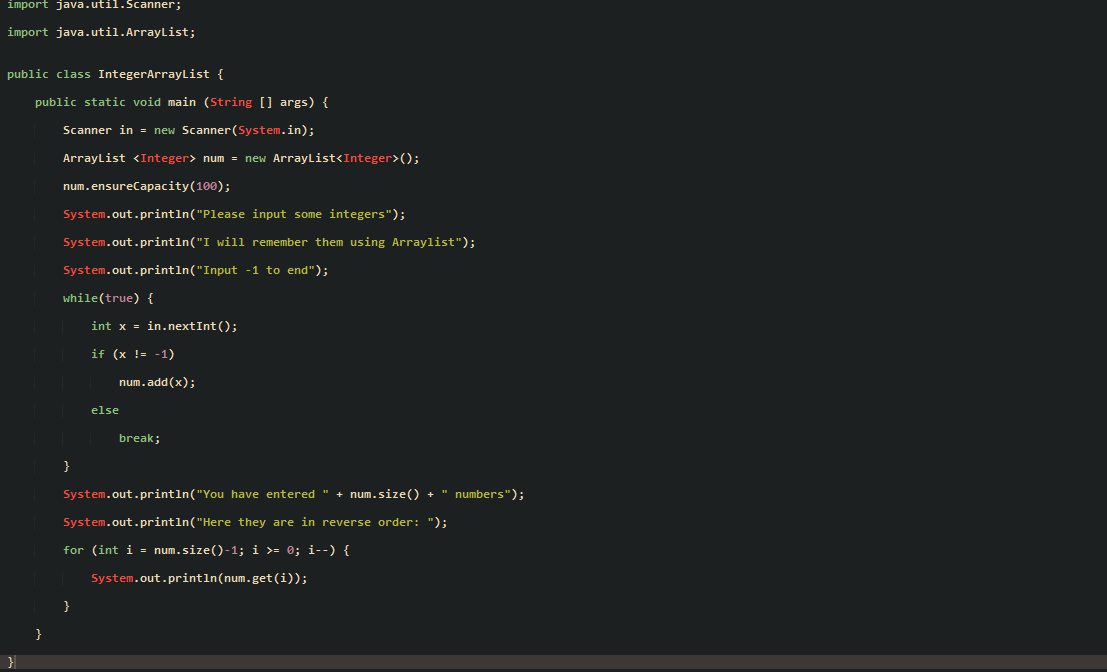 import java.util.Scanner;
import java.util.ArrayList;
public class IntegerArrayList {
    public static void main (String [] args) {
        Scanner in = new Scanner(System.in);
        ArrayList <Integer> num = new ArrayList<Integer>();
        num.ensureCapacity(100);
        System.out.println("Please input some integers");
        System.out.println("I will remember them using Arraylist");
        System.out.println("Input -1 to end");
        while(true) {
            int x = in.nextInt();
            if (x != -1)
                num.add(x);
            else
                break;
        }
        System.out.println("You have entered " + num.size() + " numbers");
        System.out.println("Here they are in reverse order: ");
        for (int i = num.size()-1; i >= 0; i--) {
            System.out.println(num.get(i));
        }
    }
}